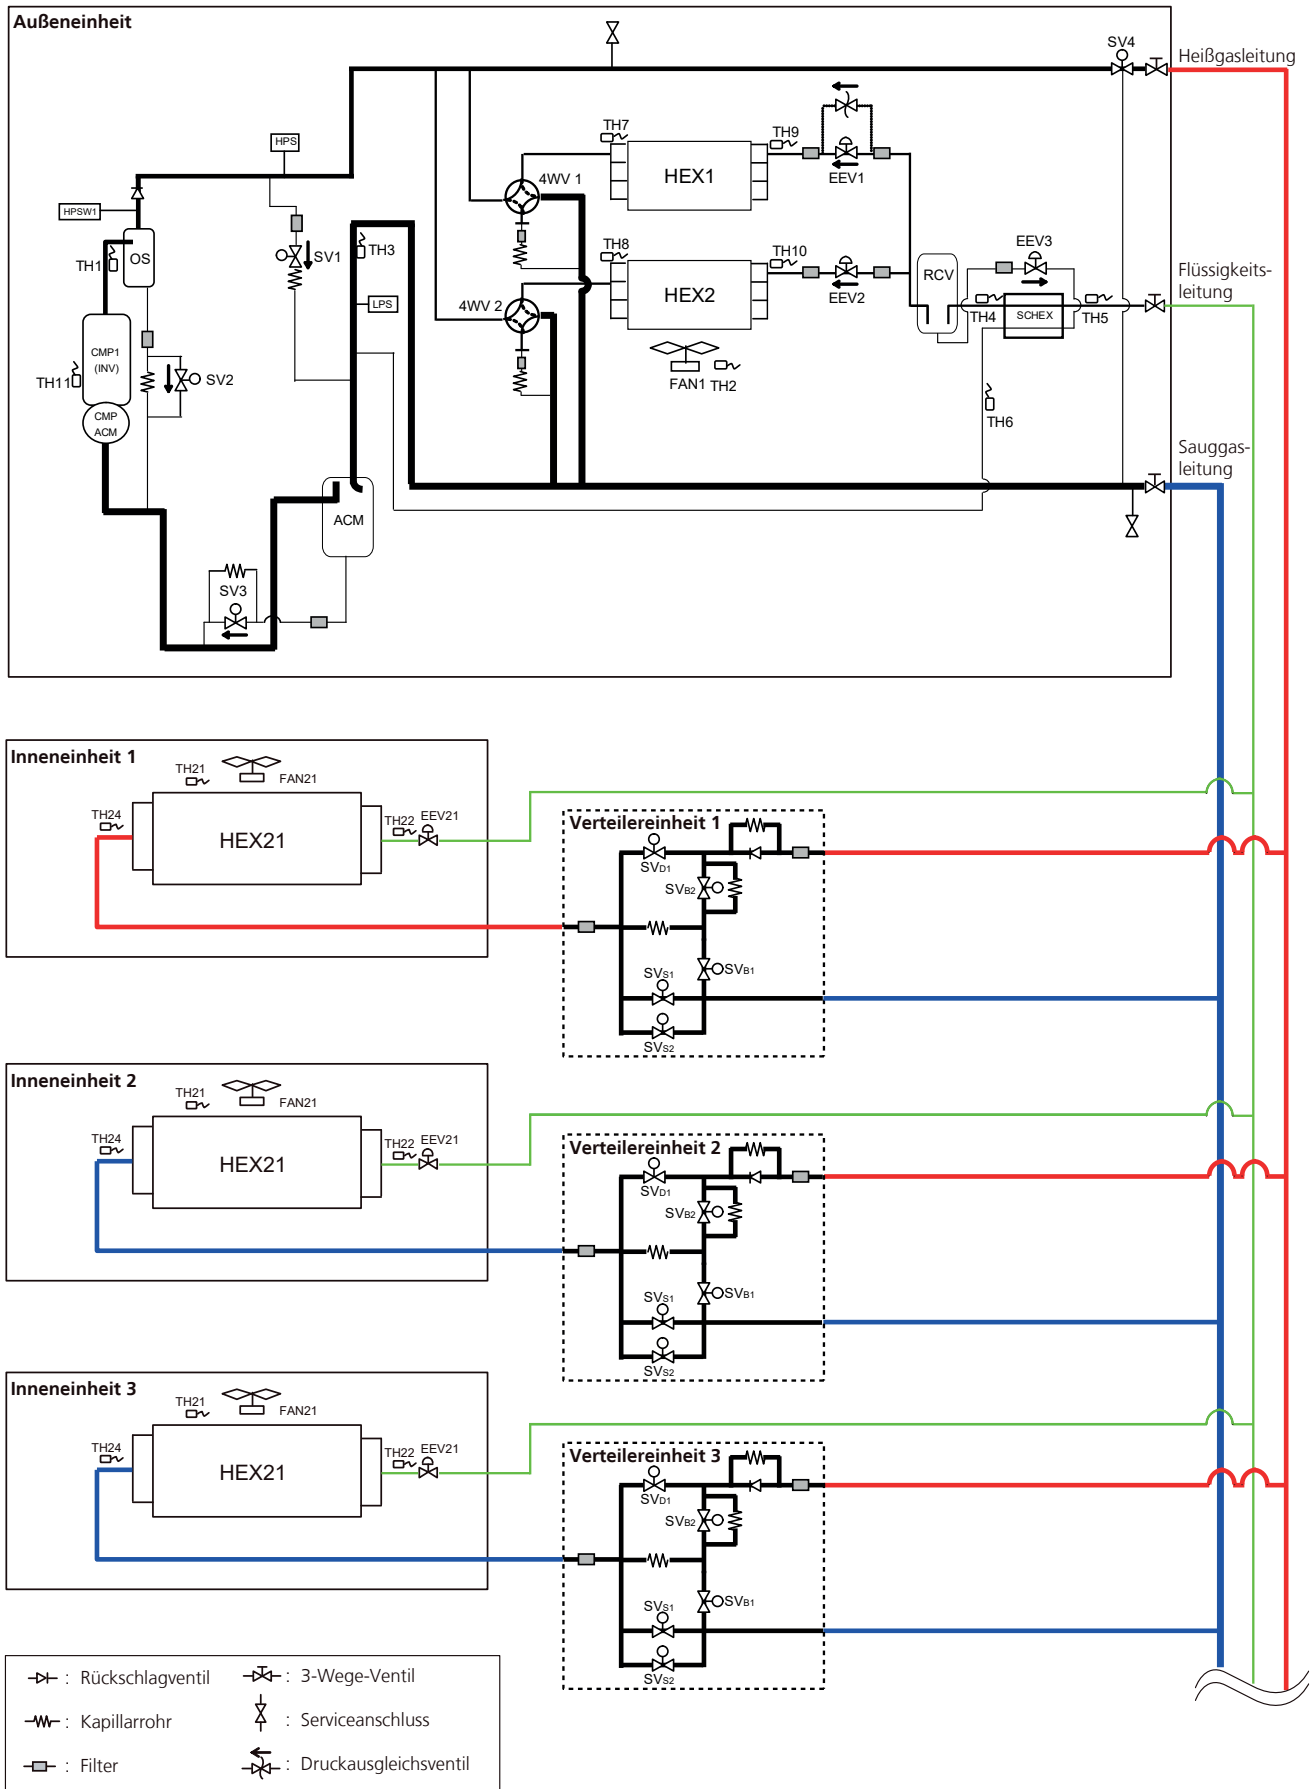 Außeneinheit
SV4
Heißgasleitung
HPS
TH7
TH9
4WV 1
HEX1
EEV1
HPSW1
OS
TH1
SV1
TH3
TH8
TH10
EEV3
RCV
Flüssigkeits-
leitung
LPS
4WV 2
HEX2
EEV2
TH4
SCHEX
TH5
CMP1
(INV)
TH11
SV2
FAN1
TH2
CMP
ACM
TH6
Sauggas-
leitung
ACM
SV3
Inneneinheit 1
TH21
FAN21
TH24
HEX21
TH22
EEV21
Verteilereinheit 1
SVD1
SVB2
SVS1
SVB1
SVS2
Inneneinheit 2
TH21
FAN21
TH24
HEX21
TH22
EEV21
Verteilereinheit 2
SVD1
SVB2
SVS1
SVB1
SVS2
Inneneinheit 3
TH21
FAN21
TH24
HEX21
TH22
EEV21
Verteilereinheit 3
SVD1
SVB2
SVS1
SVB1
SVS2
: Rückschlagventil
: 3-Wege-Ventil
: Kapillarrohr
: Serviceanschluss
: Filter
: Druckausgleichsventil